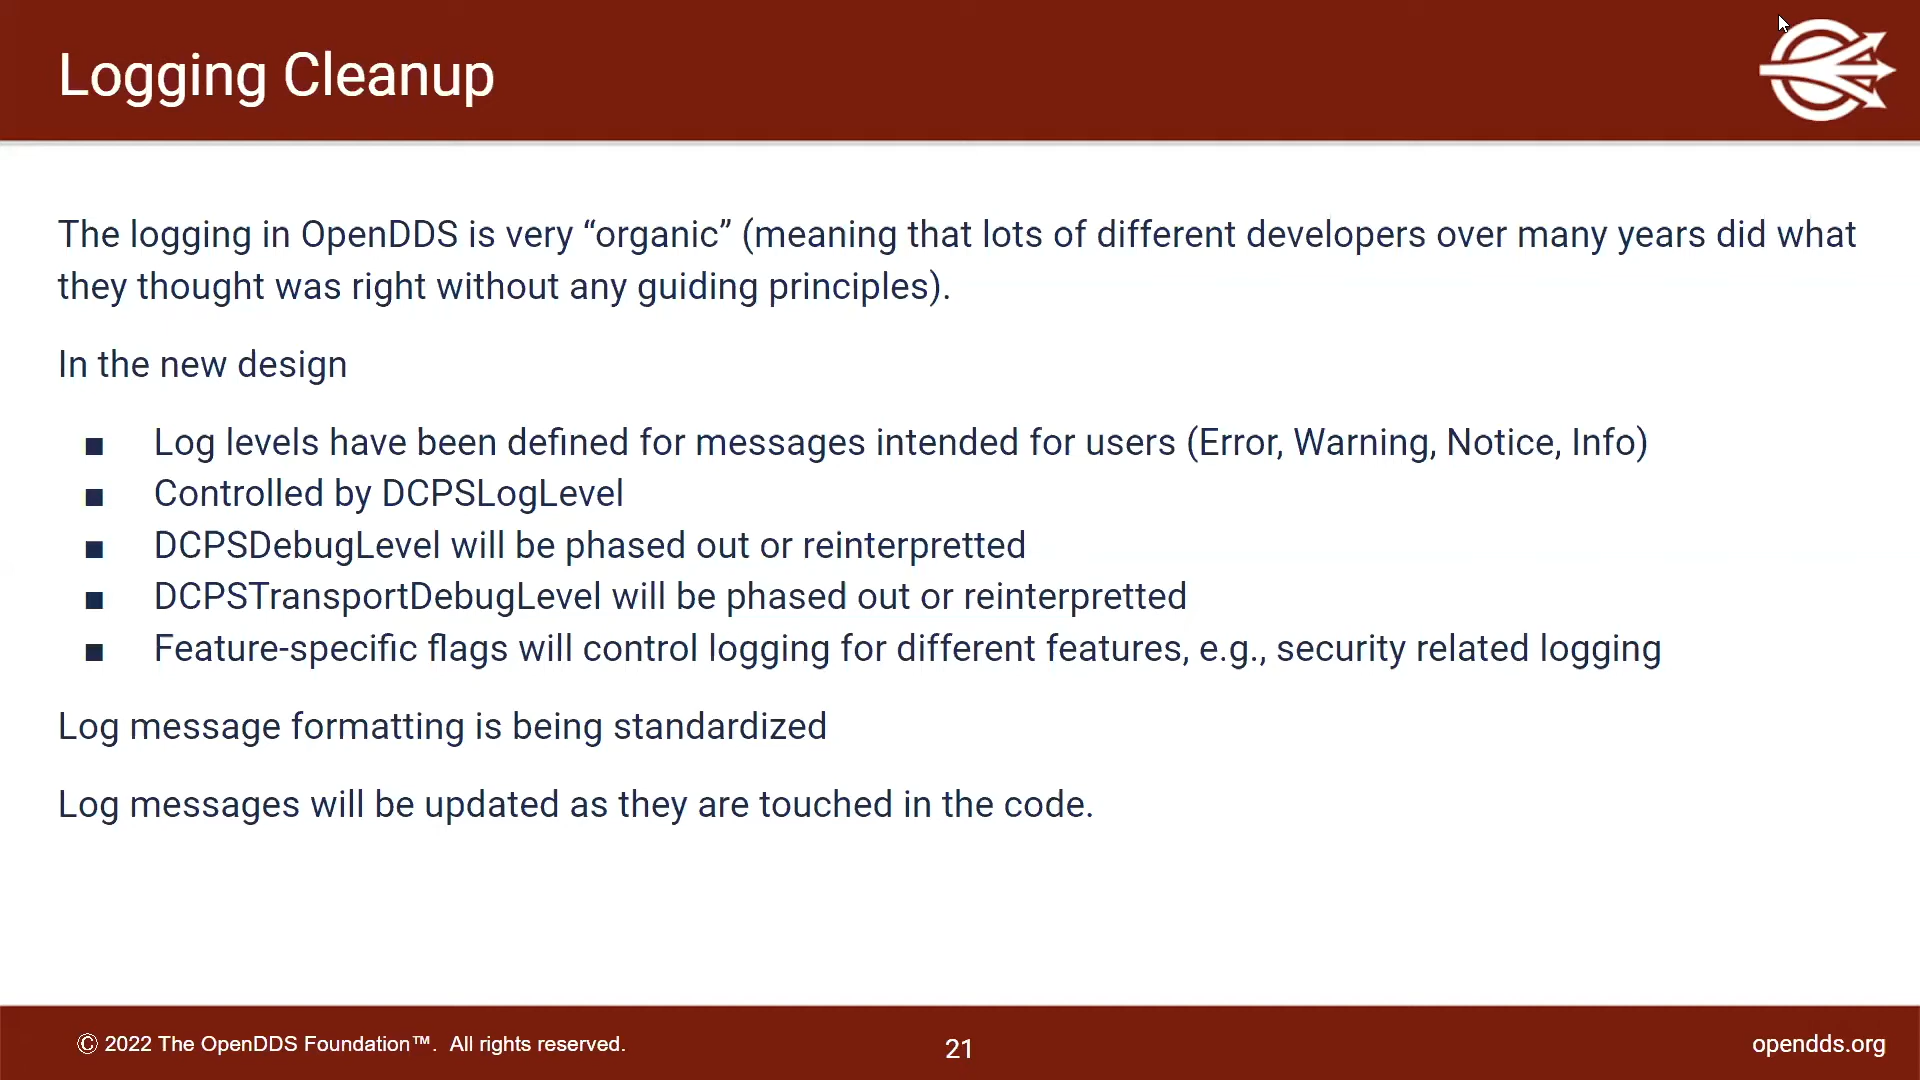 Logging Cleanup
The logging in OpenDDS is very “organic” (meaning that lots of different developers over many years did what
they thought was right without any guiding principles).
In the new design
■ Log levels have been defined for messages intended for users (Error, Warning, Notice, Info)
■ Controlled by DCPSLogLevel
■ DCPSDebugLevel will be phased out or reinterpretted
■ DCPSTransportDebugLevel will be phased out or reinterpretted
■ Feature-specific flags will control logging for different features, e.g., security related logging
Log message formatting is being standardized
Log messages will be updated as they are touched in the code.
© 2022 The OpenDDS Foundation™. All rights reserved.
21
opendds.org